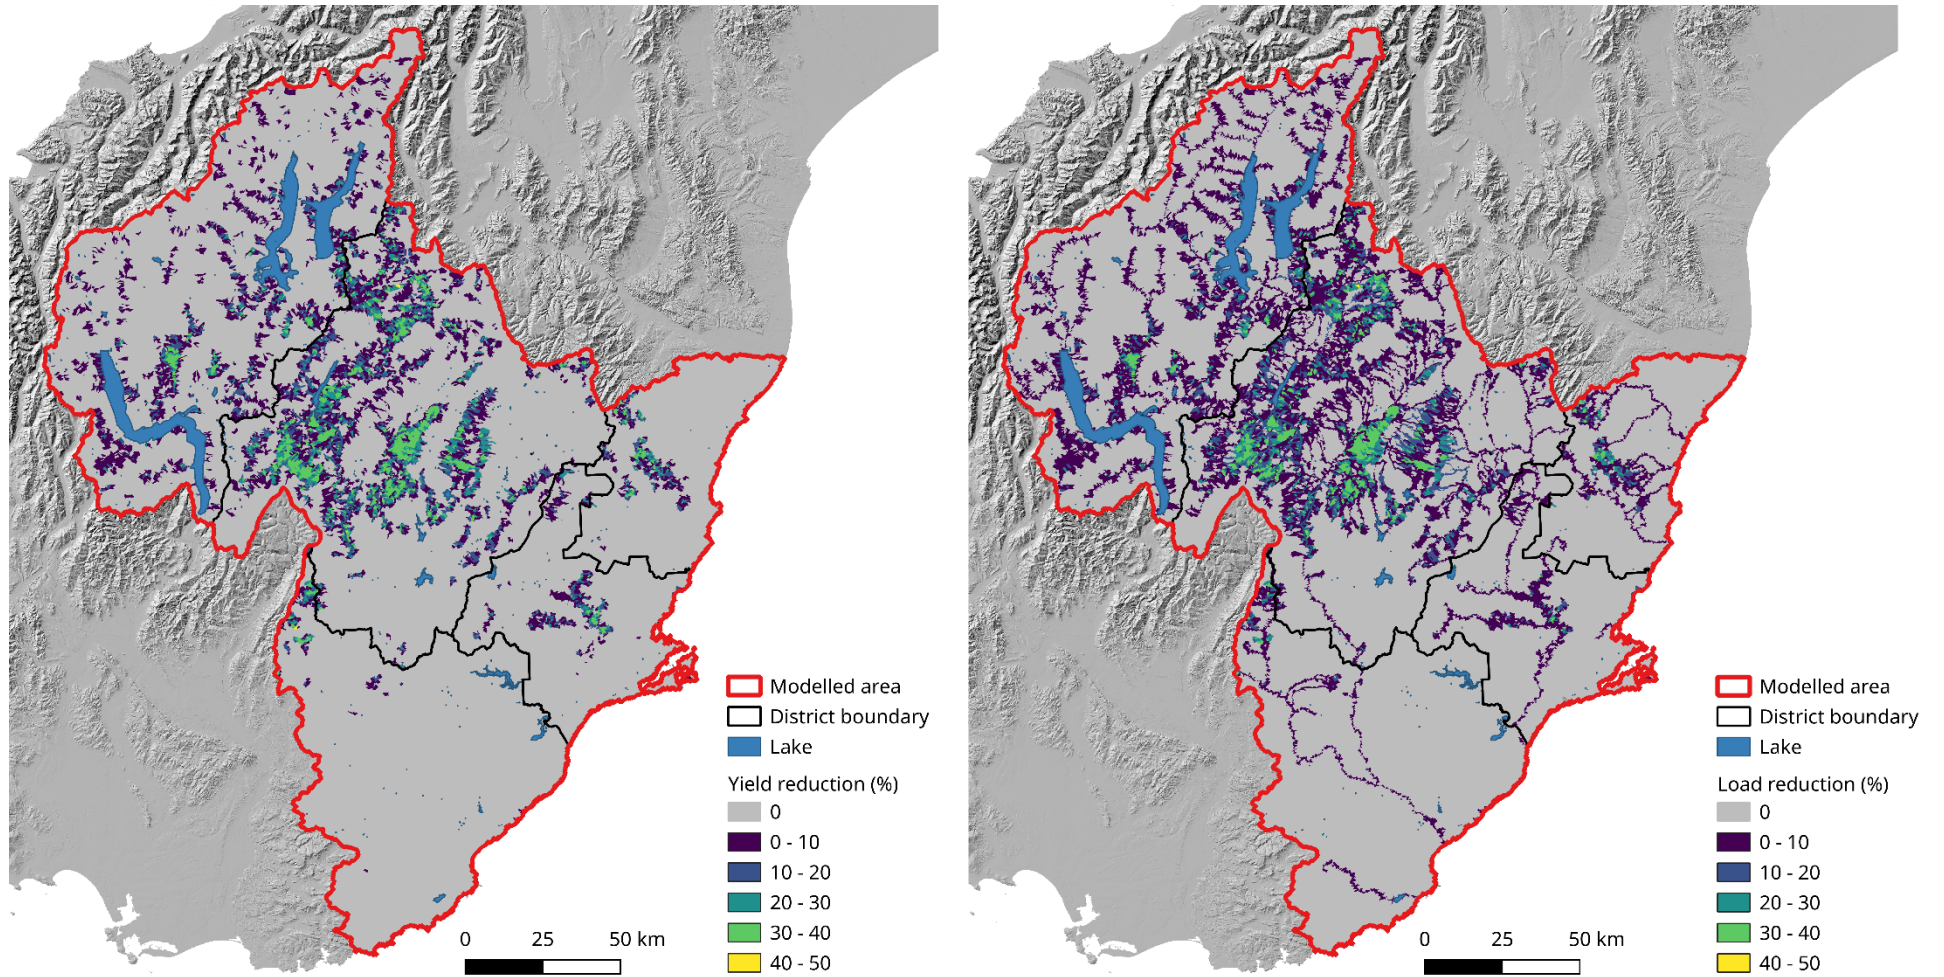 Modelled area
District boundary
Lake
Yield reduction (%)
0
0 - 10
10 - 20
20 - 30
30 - 40
40 - 50
0 25 50 km
Modelled area
District boundary
Lake
Load reduction (%)
0
0 - 10
10 - 20
20 - 30
30 - 40
40 - 50
0 25 50 km